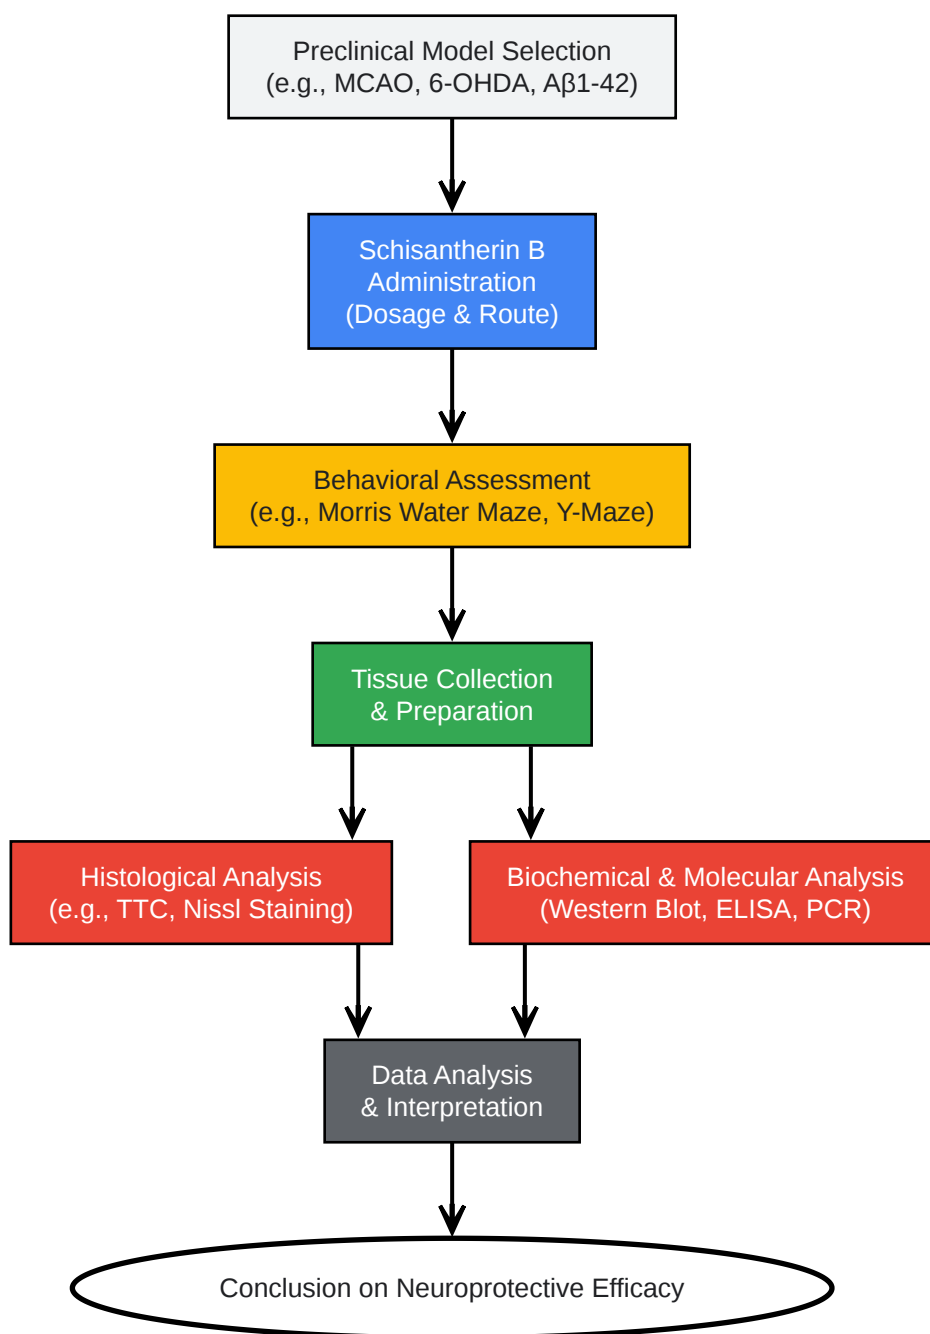 Preclinical Model Selection
(e.g., MCAO, 6-OHDA, Aβ1-42)
Schisantherin B
Administration
(Dosage & Route)
Behavioral Assessment
(e.g., Morris Water Maze, Y-Maze)
Tissue Collection
& Preparation
Histological Analysis
(e.g., TTC, Nissl Staining)
Biochemical & Molecular Analysis
(Western Blot, ELISA, PCR)
Data Analysis
& Interpretation
Conclusion on Neuroprotective Efficacy